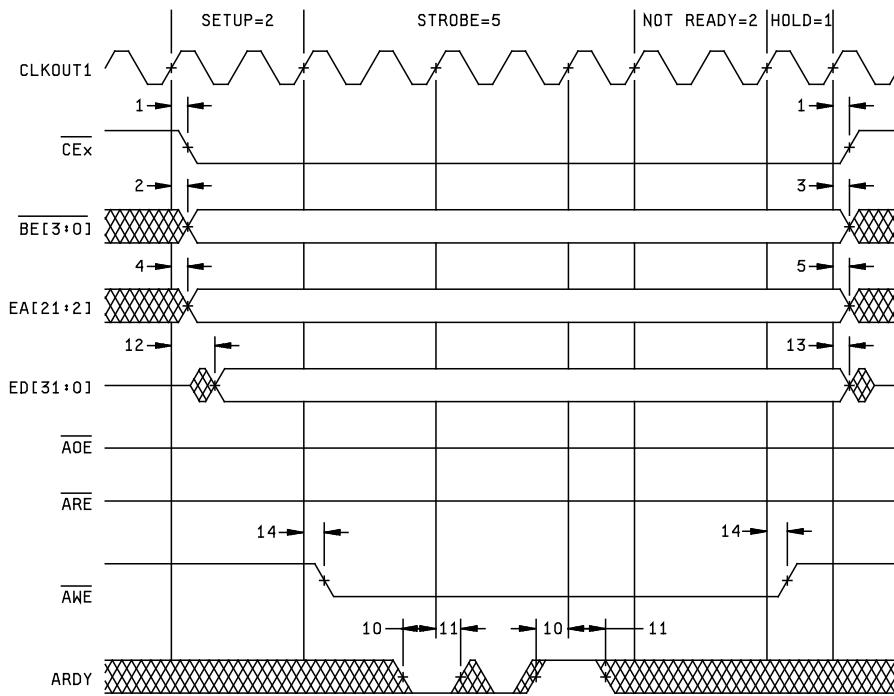 SETUP=2 STROBE=5 NOT READY=2 HOLD=1
CLKOUT1
1 1
CEx
2 3
BE[3:0]
4 5
EA[21:2]
12 13
ED[31:0]
AOE
ARE
14 14
AWE
10 11 10 11
ARDY